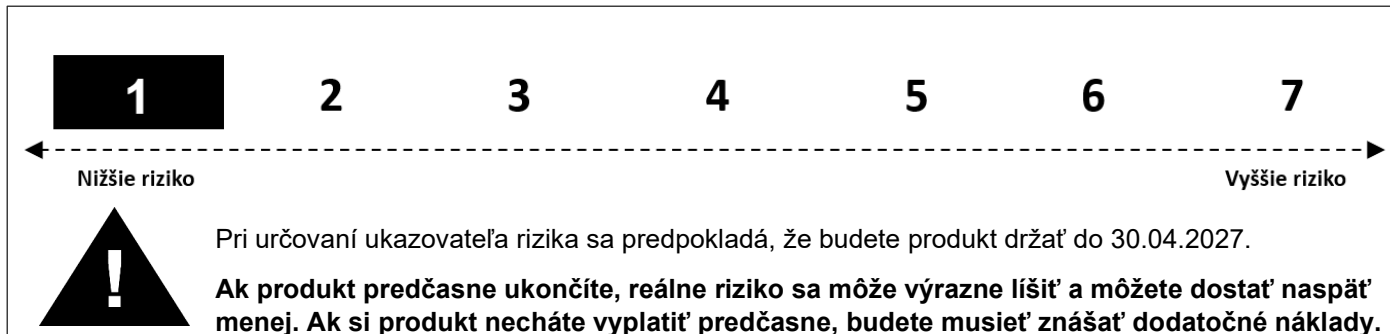 1 2 3 4 5 6 7
Nižšie riziko Vyššie riziko
! Pri určovaní ukazovateľa rizika sa predpokladá, že budete produkt držať do 30.04.2027.
Ak produkt predčasne ukončíte, reálne riziko sa môže výrazne líšiť a môžete dostať naspäť
menej. Ak si produkt necháte vyplatiť predčasne, budete musieť znášať dodatočné náklady.